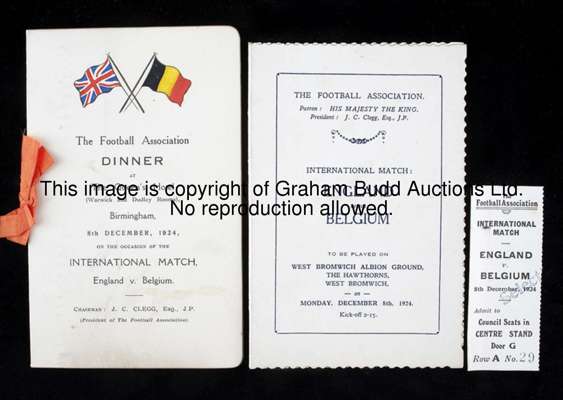 The Football Association
DINNER
AT
(Warwick and Dudley Rooms),
Birmingham,
8th DECEMBER, 1924,
ON THE OCCASION OF THE
INTERNATIONAL MATCH,
England v. Belgium.
CHAIRMAN: J. C. CLEGG, Esq., J.P.
(President of The Football Association).
THE FOOTBALL ASSOCIATION.
Patron: HIS MAJESTY THE KING.
President: J. C. Clegg, Esq., J.P.
INTERNATIONAL MATCH:
ENGLAND
BELGIUM
TO BE PLAYED ON
WEST BROMWICH ALBION GROUND,
THE HAWTHORNS,
WEST BROMWICH,
— on —
MONDAY, DECEMBER 8th, 1924.
Kick-off 2-15.
The
Football Association
INTERNATIONAL
MATCH
ENGLAND
v.
BELGIUM
8th December, 1924
Admit to
Council Seats in
CENTRE STAND
Door G
Row A No. 29
This image is copyright of Graham Budd Auctions Ltd.
No reproduction allowed.